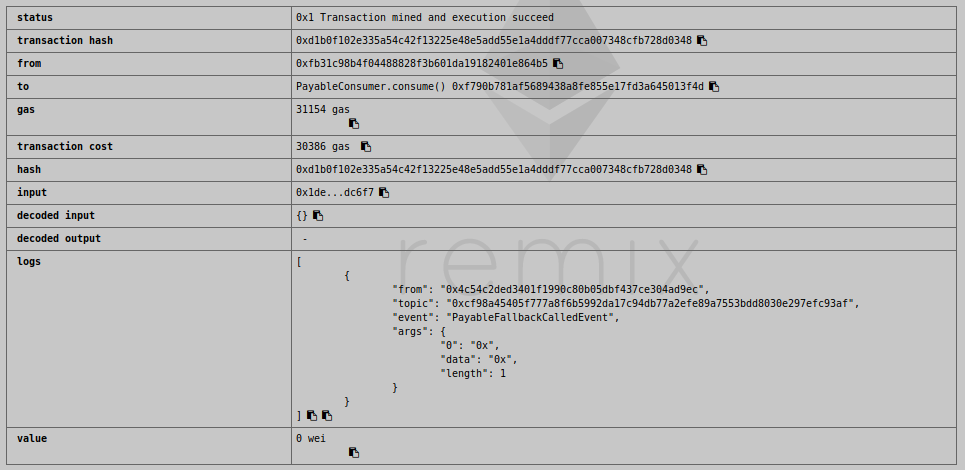 status 0x1 Transaction mined and execution succeed
transaction hash 0xd1b0f102e335a54c42f13225e48e5add55e1a4dddf77cca007348cfb728d0348
from 0xfb31c98b4f04488828f3b601da19182401e864b5
to PayableConsumer.consume() 0xf790b781af5689438a8fe855e17fd3a645013f4d
gas 31154 gas
transaction cost 30386 gas
hash 0xd1b0f102e335a54c42f13225e48e5add55e1a4dddf77cca007348cfb728d0348
input 0x1de...dc6f7
decoded input {}
decoded output -
logs [
{
"from": "0x4c54c2ded3401f1990c80b05dbf437ce304ad9ec",
"topic": "0xcf98a45405f777a8f6b5992da17c94db77a2efe89a7553bdd8030e297efc93af",
"event": "PayableFallbackCalledEvent",
"args": {
"0": "0x",
"data": "0x",
"length": 1
}
}
]
value 0 wei
remix